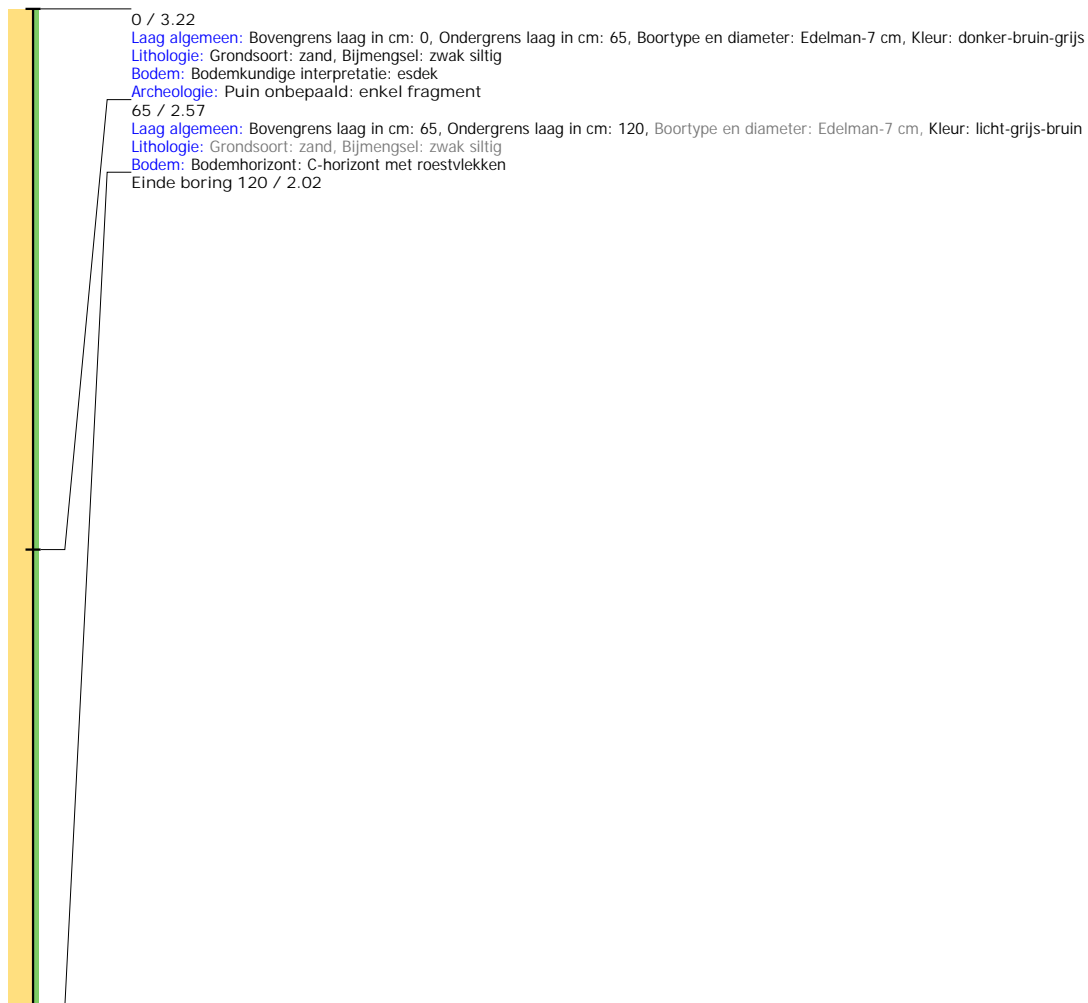 0 / 3.22
Laag algemeen: Bovengrens laag in cm: 0, Ondergrens laag in cm: 65, Boortype en diameter: Edelman-7 cm, Kleur: donker-bruin-grijs
Lithologie: Grondsoort: zand, Bijmengsel: zwak siltig
Bodem: Bodemkundige interpretatie: esdek
Archeologie: Puin onbepaald: enkel fragment
65 / 2.57
Laag algemeen: Bovengrens laag in cm: 65, Ondergrens laag in cm: 120, Boortype en diameter: Edelman-7 cm, Kleur: licht-grijs-bruin
Lithologie: Grondsoort: zand, Bijmengsel: zwak siltig
Bodem: Bodemhorizont: C-horizont met roestvlekken
Einde boring 120 / 2.02